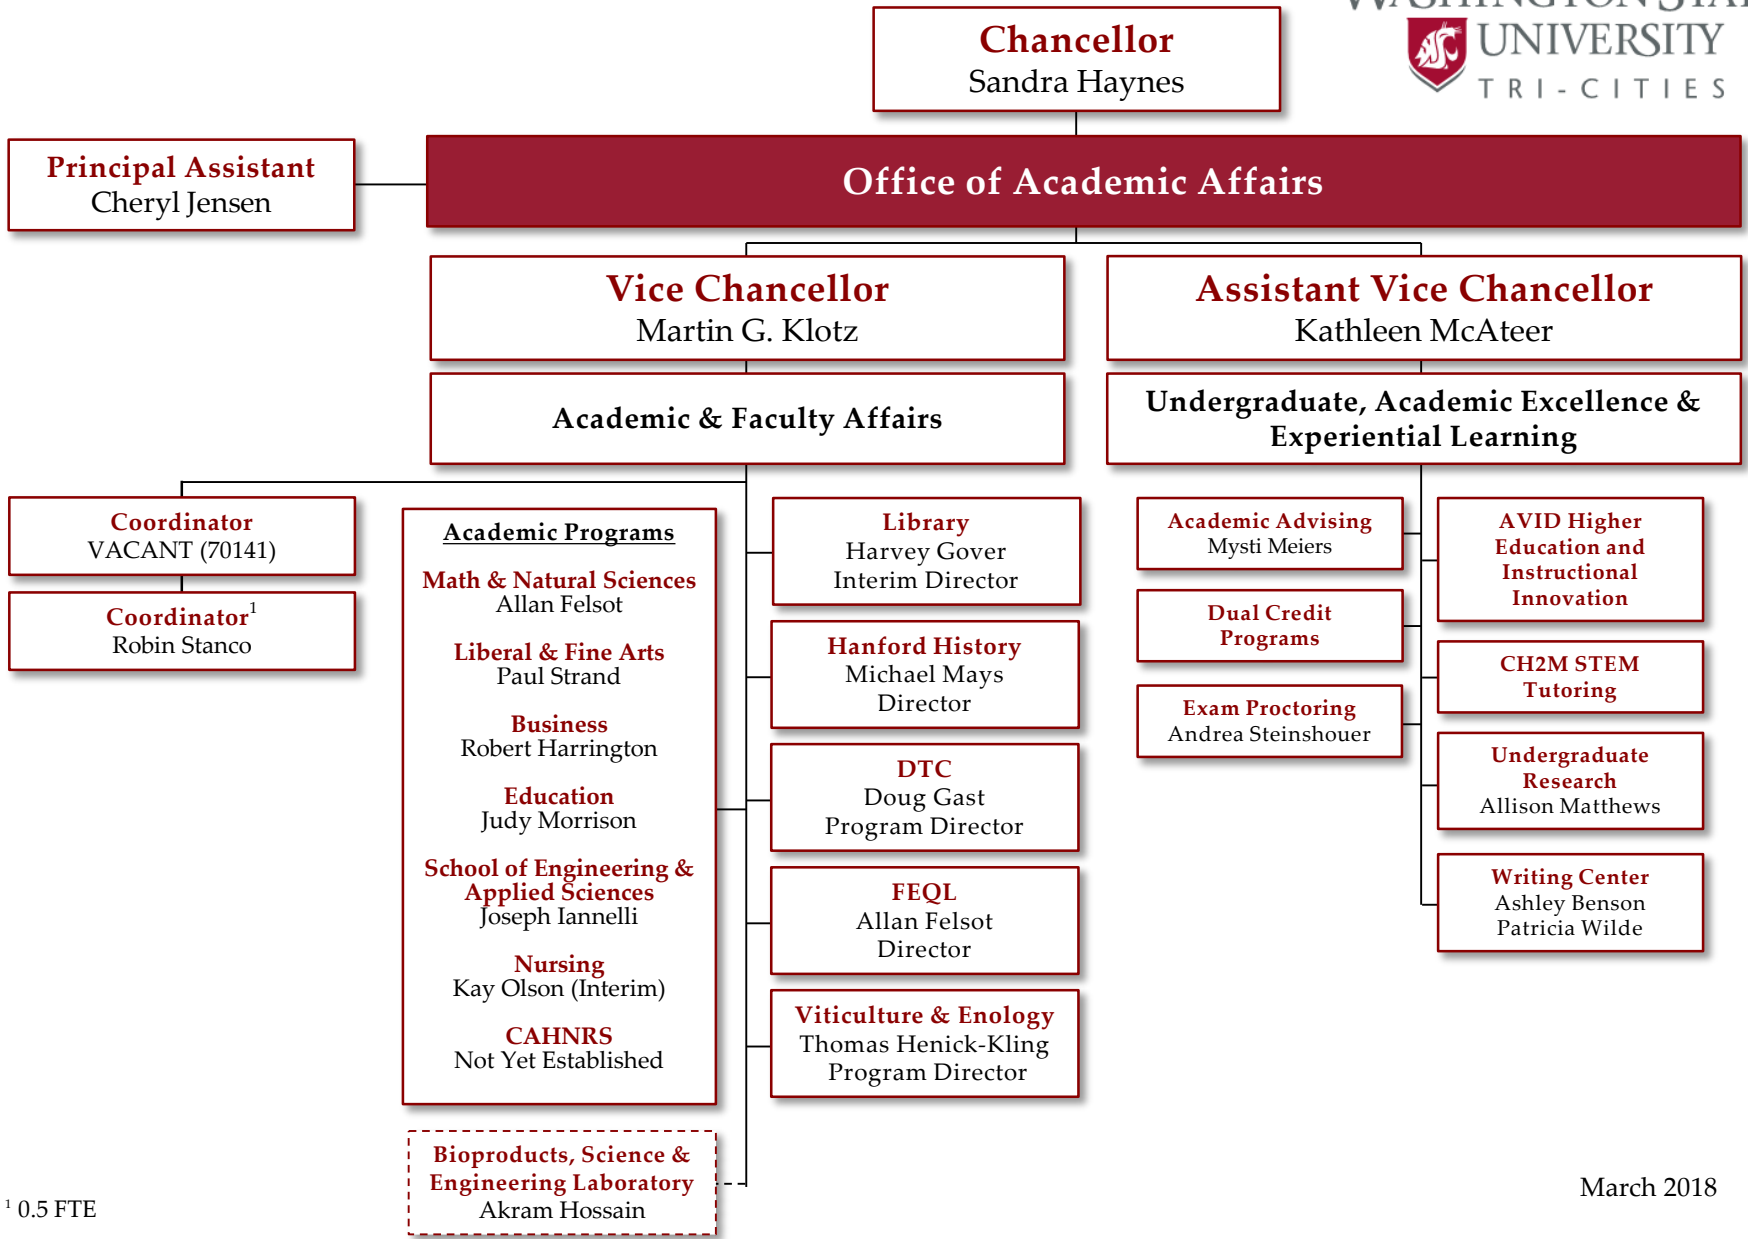 WASHINGTON STA
UNIVERSITY
TRI-CITIES
Chancellor
Sandra Haynes
Principal Assistant
Cheryl Jensen
Office of Academic Affairs
Vice Chancellor
Martin G. Klotz
Assistant Vice Chancellor
Kathleen McAteer
Academic & Faculty Affairs
Undergraduate, Academic Excellence &
Experiential Learning
Coordinator
VACANT (70141)
Coordinator¹
Robin Stanco
Academic Programs
Math & Natural Sciences
Allan Felsot
Liberal & Fine Arts
Paul Strand
Business
Robert Harrington
Education
Judy Morrison
School of Engineering &
Applied Sciences
Joseph Iannelli
Nursing
Kay Olson (Interim)
CAHNRS
Not Yet Established
Bioproducts, Science &
Engineering Laboratory
Akram Hossain
Library
Harvey Gover
Interim Director
Hanford History
Michael Mays
Director
DTC
Doug Gast
Program Director
FEQL
Allan Felsot
Director
Viticulture & Enology
Thomas Henick-Kling
Program Director
Academic Advising
Mysti Meiers
Dual Credit
Programs
Exam Proctoring
Andrea Steinshouer
AVID Higher
Education and
Instructional
Innovation
CH2M STEM
Tutoring
Undergraduate
Research
Allison Matthews
Writing Center
Ashley Benson
Patricia Wilde
¹ 0.5 FTE
March 2018